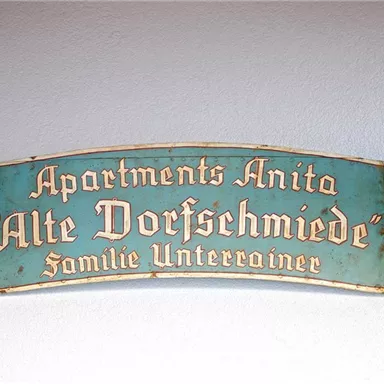 Apartments Anita
"Alte Dorfschmiede"
Familie Unterrainer